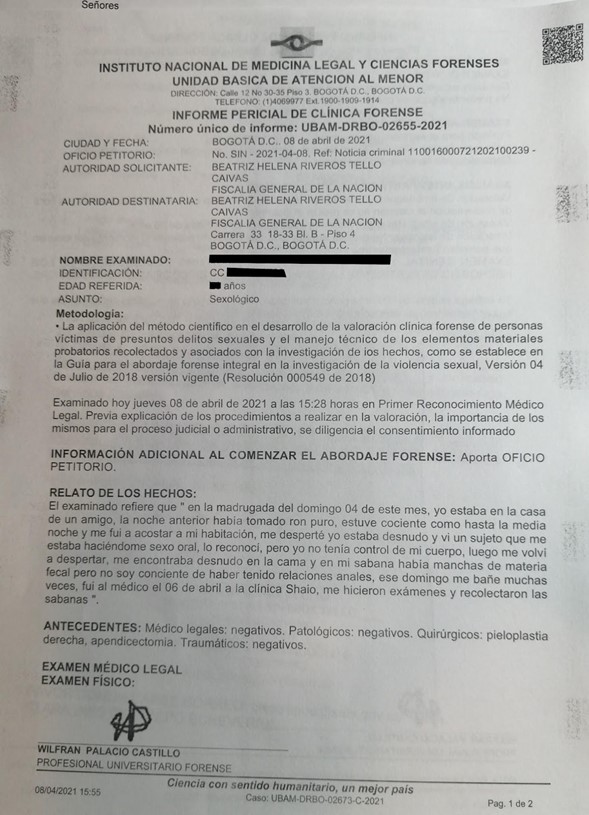 Señores
INSTITUTO NACIONAL DE MEDICINA LEGAL Y CIENCIAS FORENSES
UNIDAD BASICA DE ATENCION AL MENOR
DIRECCIÓN: Calle 12 No 30-35 Piso 3. BOGOTÁ D.C., BOGOTÁ D.C.
TELEFONO: (1)4069977 Ext.1900-1909-1914
INFORME PERICIAL DE CLÍNICA FORENSE
Número único de informe: UBAM-DRBO-02655-2021
CIUDAD Y FECHA: BOGOTÁ D.C.. 08 de abril de 2021
OFICIO PETITORIO: No. SIN - 2021-04-08. Ref: Noticia criminal 110016000721202100239 -
AUTORIDAD SOLICITANTE: BEATRIZ HELENA RIVEROS TELLO
CAIVAS
FISCALIA GENERAL DE LA NACION
AUTORIDAD DESTINATARIA: BEATRIZ HELENA RIVEROS TELLO
CAIVAS
FISCALIA GENERAL DE LA NACION
Carrera 33 18-33 Bl. B - Piso 4
BOGOTÁ D.C., BOGOTÁ D.C.
NOMBRE EXAMINADO:
IDENTIFICACIÓN: CC
EDAD REFERIDA: años
ASUNTO: Sexológico
Metodología:
• La aplicación del método científico en el desarrollo de la valoración clínica forense de personas
víctimas de presuntos delitos sexuales y el manejo técnico de los elementos materiales
probatorios recolectados y asociados con la investigación de los hechos, como se establece en
la Guía para el abordaje forense integral en la investigación de la violencia sexual, Versión 04
de Julio de 2018 versión vigente (Resolución 000549 de 2018)
Examinado hoy jueves 08 de abril de 2021 a las 15:28 horas en Primer Reconocimiento Médico
Legal. Previa explicación de los procedimientos a realizar en la valoración, la importancia de los
mismos para el proceso judicial o administrativo, se diligencia el consentimiento informado
INFORMACIÓN ADICIONAL AL COMENZAR EL ABORDAJE FORENSE: Aporta OFICIO
PETITORIO.
RELATO DE LOS HECHOS:
El examinado refiere que " en la madrugada del domingo 04 de este mes, yo estaba en la casa
de un amigo, la noche anterior había tomado ron puro, estuve cociente como hasta la media
noche y me fui a acostar a mi habitación, me desperté yo estaba desnudo y vi un sujeto que me
estaba haciéndome sexo oral, lo reconocí, pero yo no tenía control de mi cuerpo, luego me volví
a despertar, me encontraba desnudo en la cama y en mi sabana había manchas de materia
fecal pero no soy conciente de haber tenido relaciones anales, ese domingo me bañe muchas
veces, fui al médico el 06 de abril a la clínica Shaio, me hicieron exámenes y recolectaron las
sabanas ".
ANTECEDENTES: Médico legales: negativos. Patológicos: negativos. Quirúrgicos: pieloplastia
derecha, apendicectomia. Traumáticos: negativos.
EXAMEN MÉDICO LEGAL
EXAMEN FÍSICO:
WILFRAN PALACIO CASTILLO
PROFESIONAL UNIVERSITARIO FORENSE
Ciencia con sentido humanitario, un mejor país
08/04/2021 15:55 Caso: UBAM-DRBO-02673-C-2021 Pag. 1 de 2